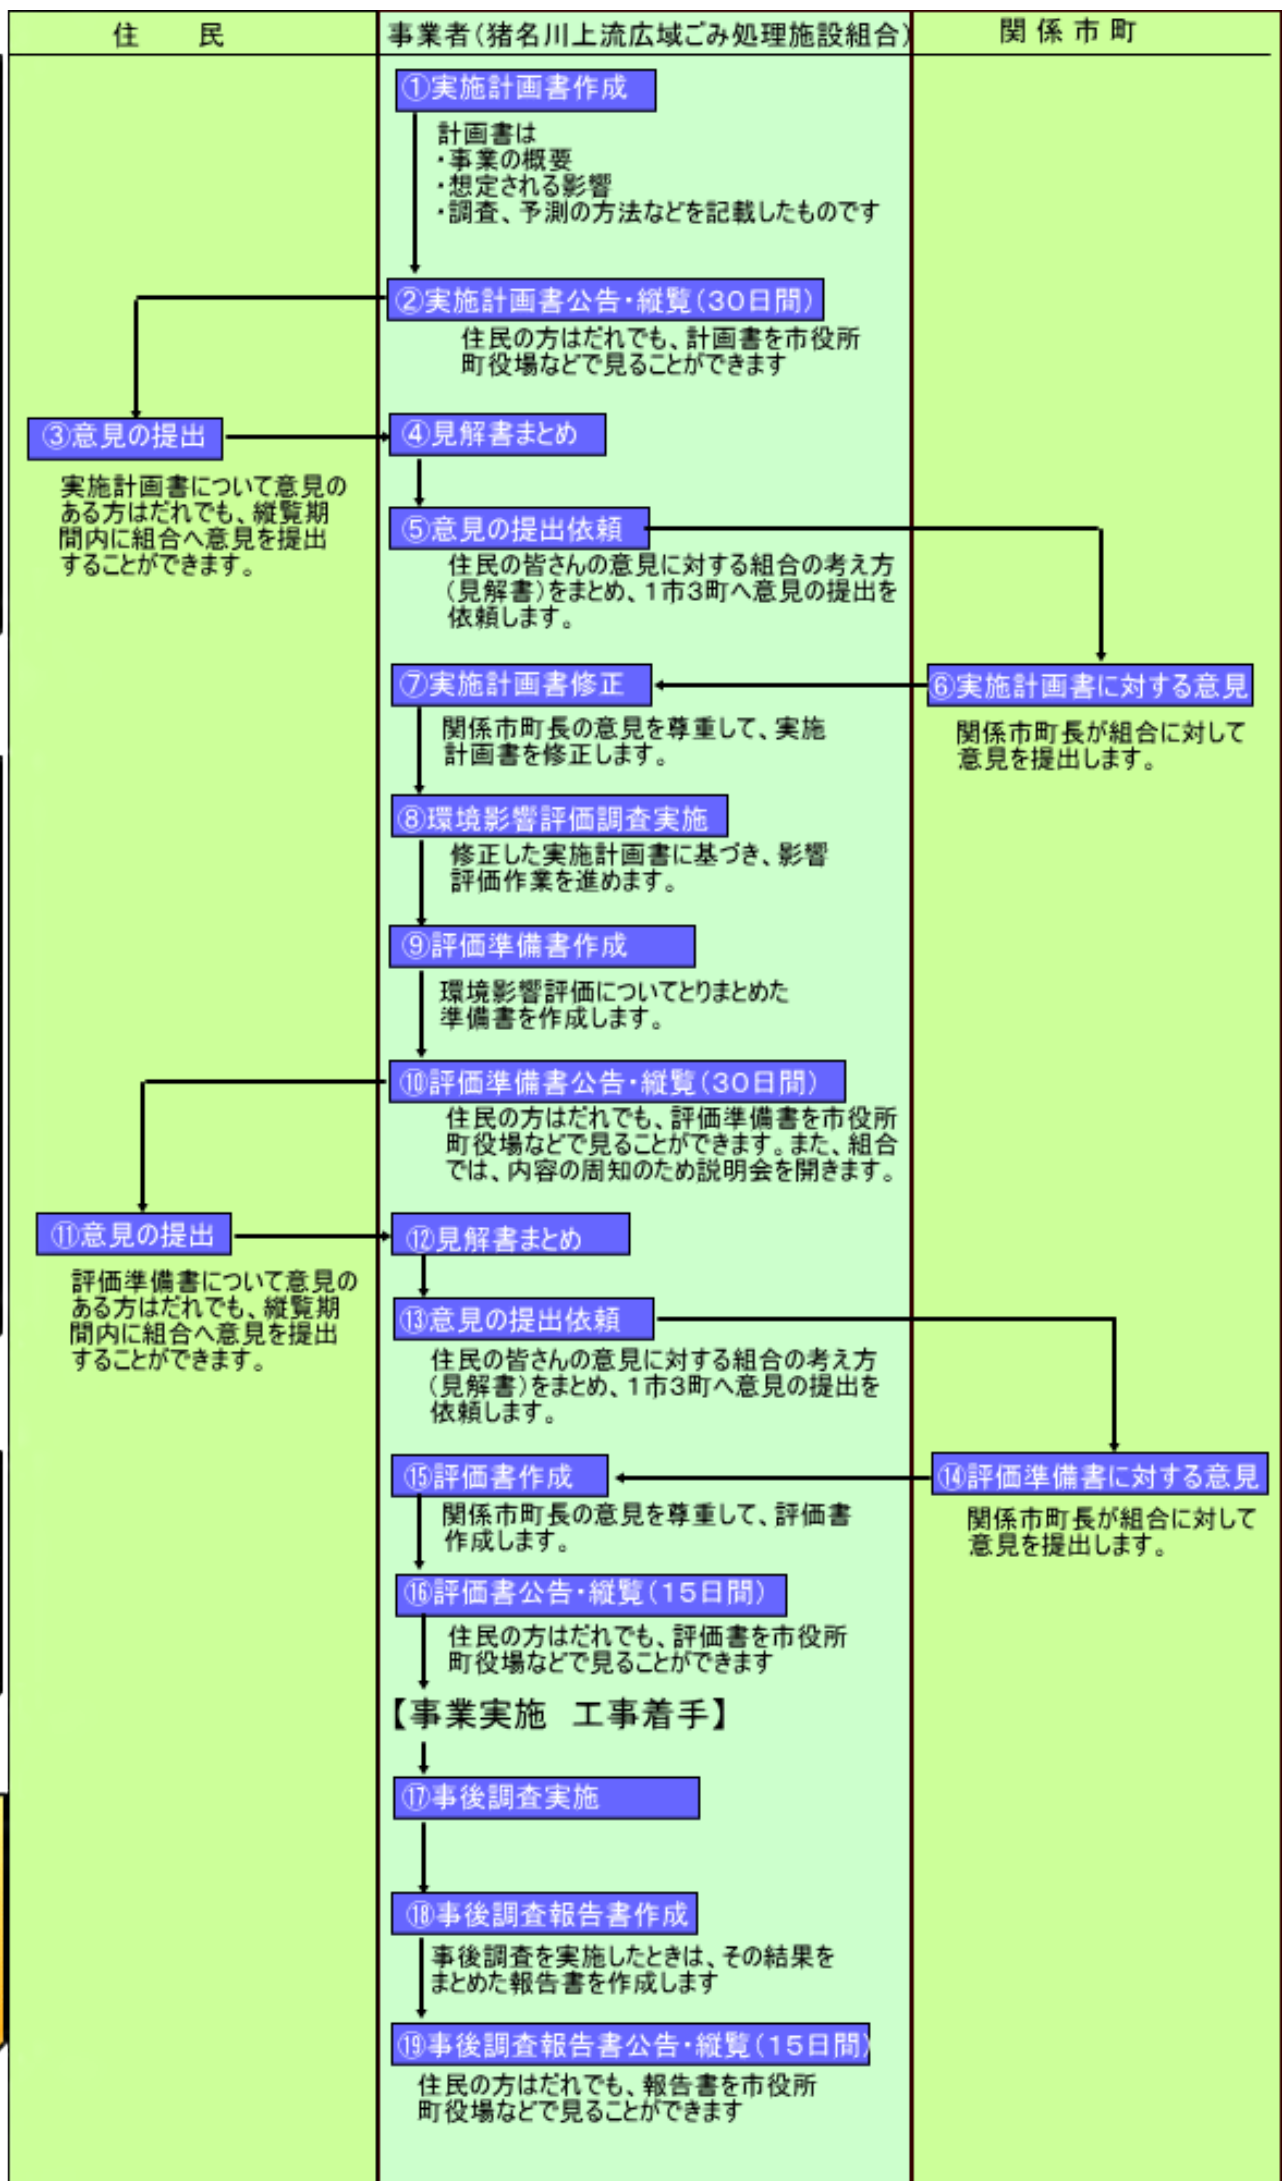 住　　民
事業者(猪名川上流広域ごみ処理施設組合)
関 係 市 町
①実施計画書作成
計画書は
・事業の概要
・想定される影響
・調査、予測の方法などを記載したものです
②実施計画書公告・縦覧(30日間)
住民の方はだれでも、計画書を市役所
町役場などで見ることができます
③意見の提出
実施計画書について意見の
ある方はだれでも、縦覧期
間内に組合へ意見を提出
することができます。
④見解書まとめ
⑤意見の提出依頼
住民の皆さんの意見に対する組合の考え方
(見解書)をまとめ、1市3町へ意見の提出を
依頼します。
⑥実施計画書に対する意見
関係市町長が組合に対して
意見を提出します。
⑦実施計画書修正
関係市町長の意見を尊重して、実施
計画書を修正します。
⑧環境影響評価調査実施
修正した実施計画書に基づき、影響
評価作業を進めます。
⑨評価準備書作成
環境影響評価についてとりまとめた
準備書を作成します。
⑩評価準備書公告・縦覧(30日間)
住民の方はだれでも、評価準備書を市役所
町役場などで見ることができます。また、組合
では、内容の周知のため説明会を開きます。
⑪意見の提出
評価準備書について意見の
ある方はだれでも、縦覧期
間内に組合へ意見を提出
することができます。
⑫見解書まとめ
⑬意見の提出依頼
住民の皆さんの意見に対する組合の考え方
(見解書)をまとめ、1市3町へ意見の提出を
依頼します。
⑭評価準備書に対する意見
関係市町長が組合に対して
意見を提出します。
⑮評価書作成
関係市町長の意見を尊重して、評価書
作成します。
⑯評価書公告・縦覧(15日間)
住民の方はだれでも、評価書を市役所
町役場などで見ることができます
【事業実施　工事着手】
⑰事後調査実施
⑱事後調査報告書作成
事後調査を実施したときは、その結果を
まとめた報告書を作成します
⑲事後調査報告書公告・縦覧(15日間)
住民の方はだれでも、報告書を市役所
町役場などで見ることができます